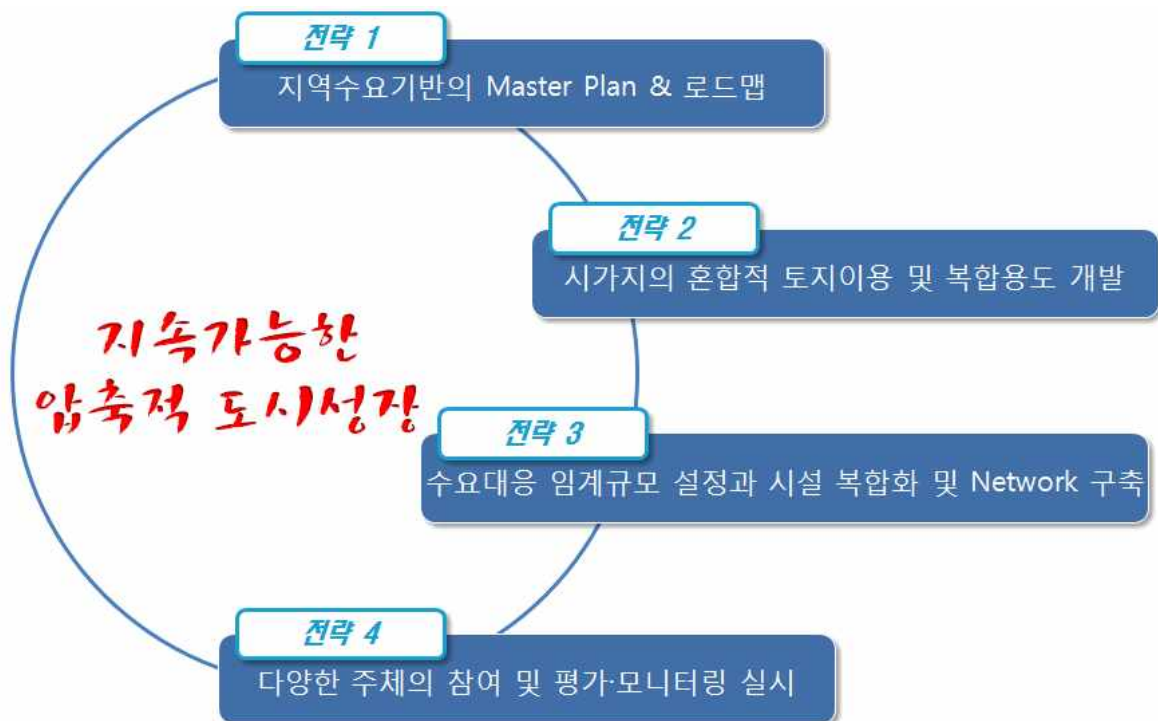 전략 1
지역수요기반의 Master Plan & 로드맵
전략 2
시가지의 혼합적 토지이용 및 복합용도 개발
지속가능한
압축적 도시성장
전략 3
수요대응 임계규모 설정과 시설 복합화 및 Network 구축
전략 4
다양한 주체의 참여 및 평가·모니터링 실시